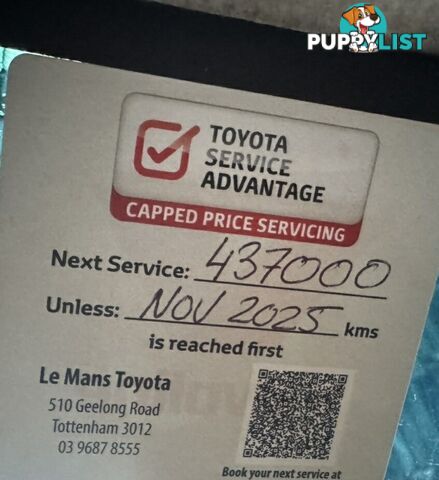 PUPPYLIST
TOYOTA
SERVICE
ADVANTAGE
CAPPED PRICE SERVICING
Next Service: 437000
Unless: NOV 2025 kms
is reached first
Le Mans Toyota
510 Geelong Road
Tottenham 3012
03 9687 8555
Book your next service at